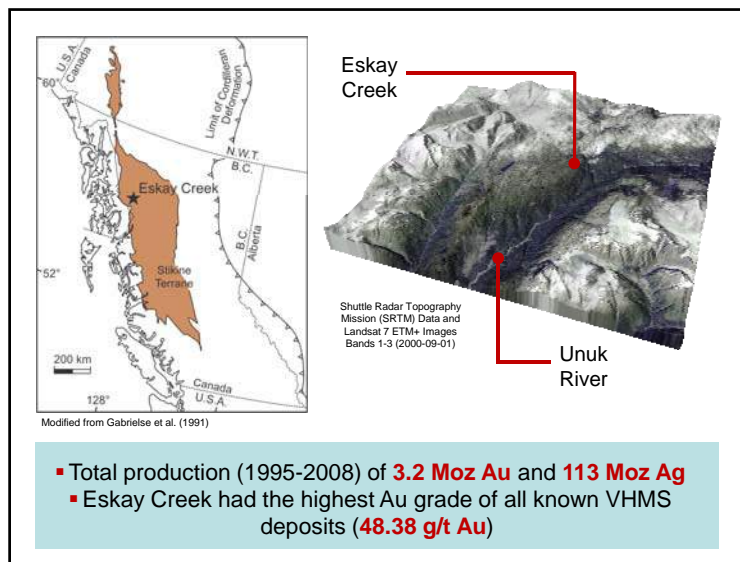 U.S.A.
Canada
60°
Limit of Cordilleran
Deformation
N.W.T.
B.C.
Eskay Creek
B.C.
Alberta
52°
Stikine
Terrane
200 km
Canada
U.S.A.
128°
Modified from Gabrielse et al. (1991)
Eskay
Creek
Shuttle Radar Topography
Mission (SRTM) Data and
Landsat 7 ETM+ Images
Bands 1-3 (2000-09-01)
Unuk
River
▪ Total production (1995-2008) of 3.2 Moz Au and 113 Moz Ag
▪ Eskay Creek had the highest Au grade of all known VHMS
deposits (48.38 g/t Au)